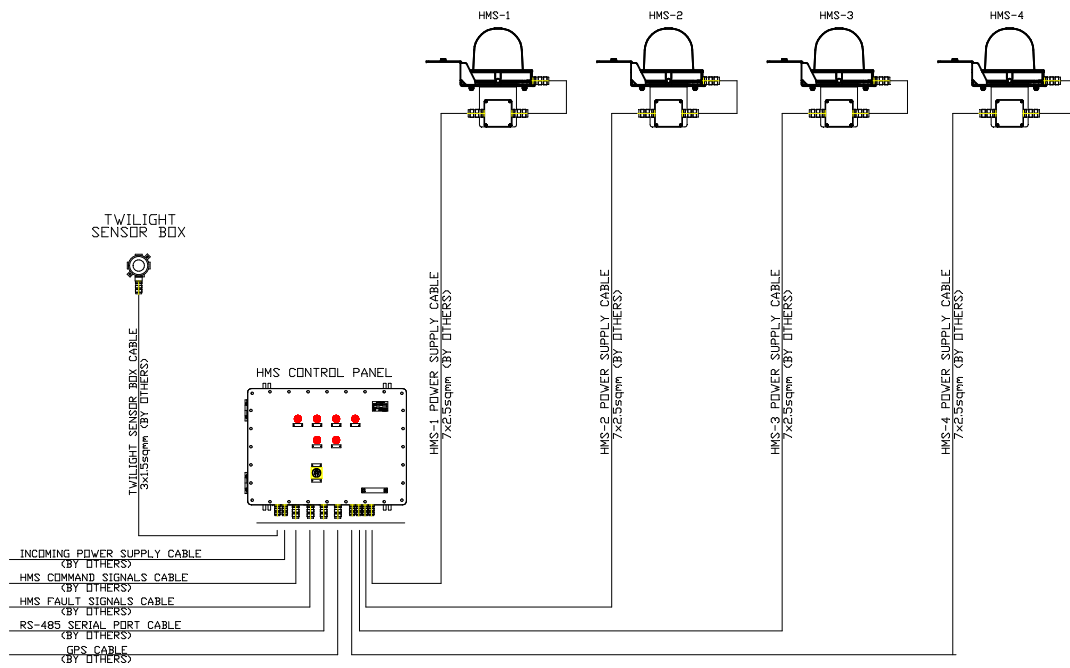 HMS-1
HMS-2
HMS-3
HMS-4
TWILIGHT
SENSOR BOX
TWILIGHT SENSOR BOX CABLE
3x1.5sqmm (BY OTHERS)
HMS CONTROL PANEL
HMS-1 POWER SUPPLY CABLE
7x2.5sqmm (BY OTHERS)
HMS-2 POWER SUPPLY CABLE
7x2.5sqmm (BY OTHERS)
HMS-3 POWER SUPPLY CABLE
7x2.5sqmm (BY OTHERS)
HMS-4 POWER SUPPLY CABLE
7x2.5sqmm (BY OTHERS)
INCOMING POWER SUPPLY CABLE
(BY OTHERS)
HMS COMMAND SIGNALS CABLE
(BY OTHERS)
HMS FAULT SIGNALS CABLE
(BY OTHERS)
RS-485 SERIAL PORT CABLE
(BY OTHERS)
GPS CABLE
(BY OTHERS)